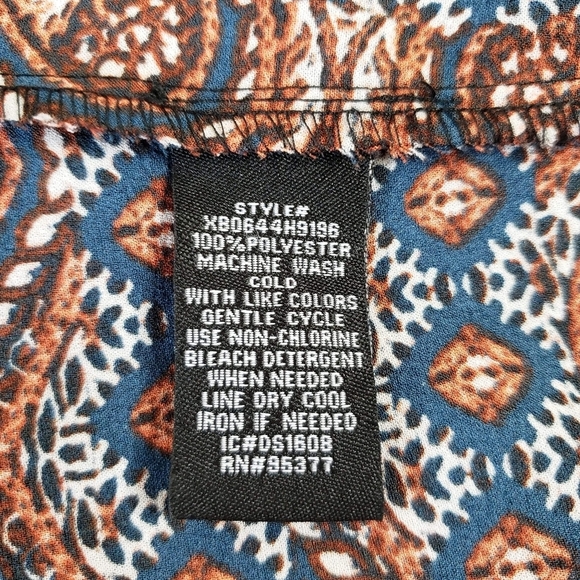 STYLE#
XB0644H9196
100%POLYESTER
MACHINE WASH
COLD
WITH LIKE COLORS
GENTLE CYCLE
USE NON-CHLORINE
BLEACH DETERGENT
WHEN NEEDED
LINE DRY COOL
IRON IF NEEDED
IC#DS1608
RN#95377